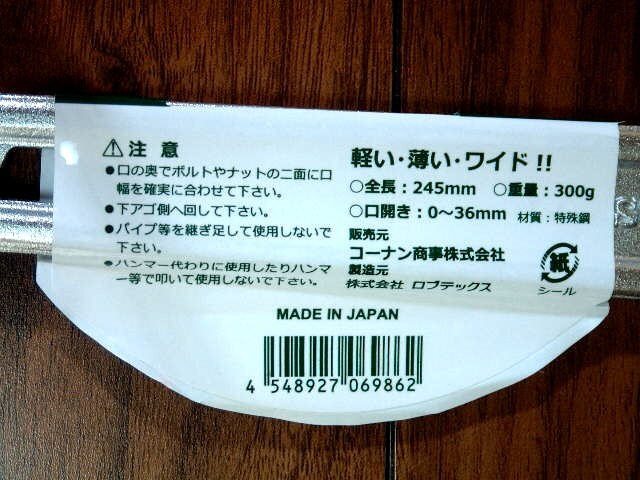 ⚠注意
●口の奥でボルトやナットの二面に口
幅を確実に合わせて下さい。
●下アゴ側へ回して下さい。
●パイプ等を継ぎ足して使用しないで
下さい。
●ハンマー代わりに使用したりハンマ
ー等で叩いて使用しないで下さい。
軽い・薄い・ワイド!!
○全長:245mm ○重量:300g
○口開き:0～36mm 材質:特殊鋼
販売元
コーナン商事株式会社
製造元
株式会社 ロブテックス
紙
シール
MADE IN JAPAN
4 548927 069862